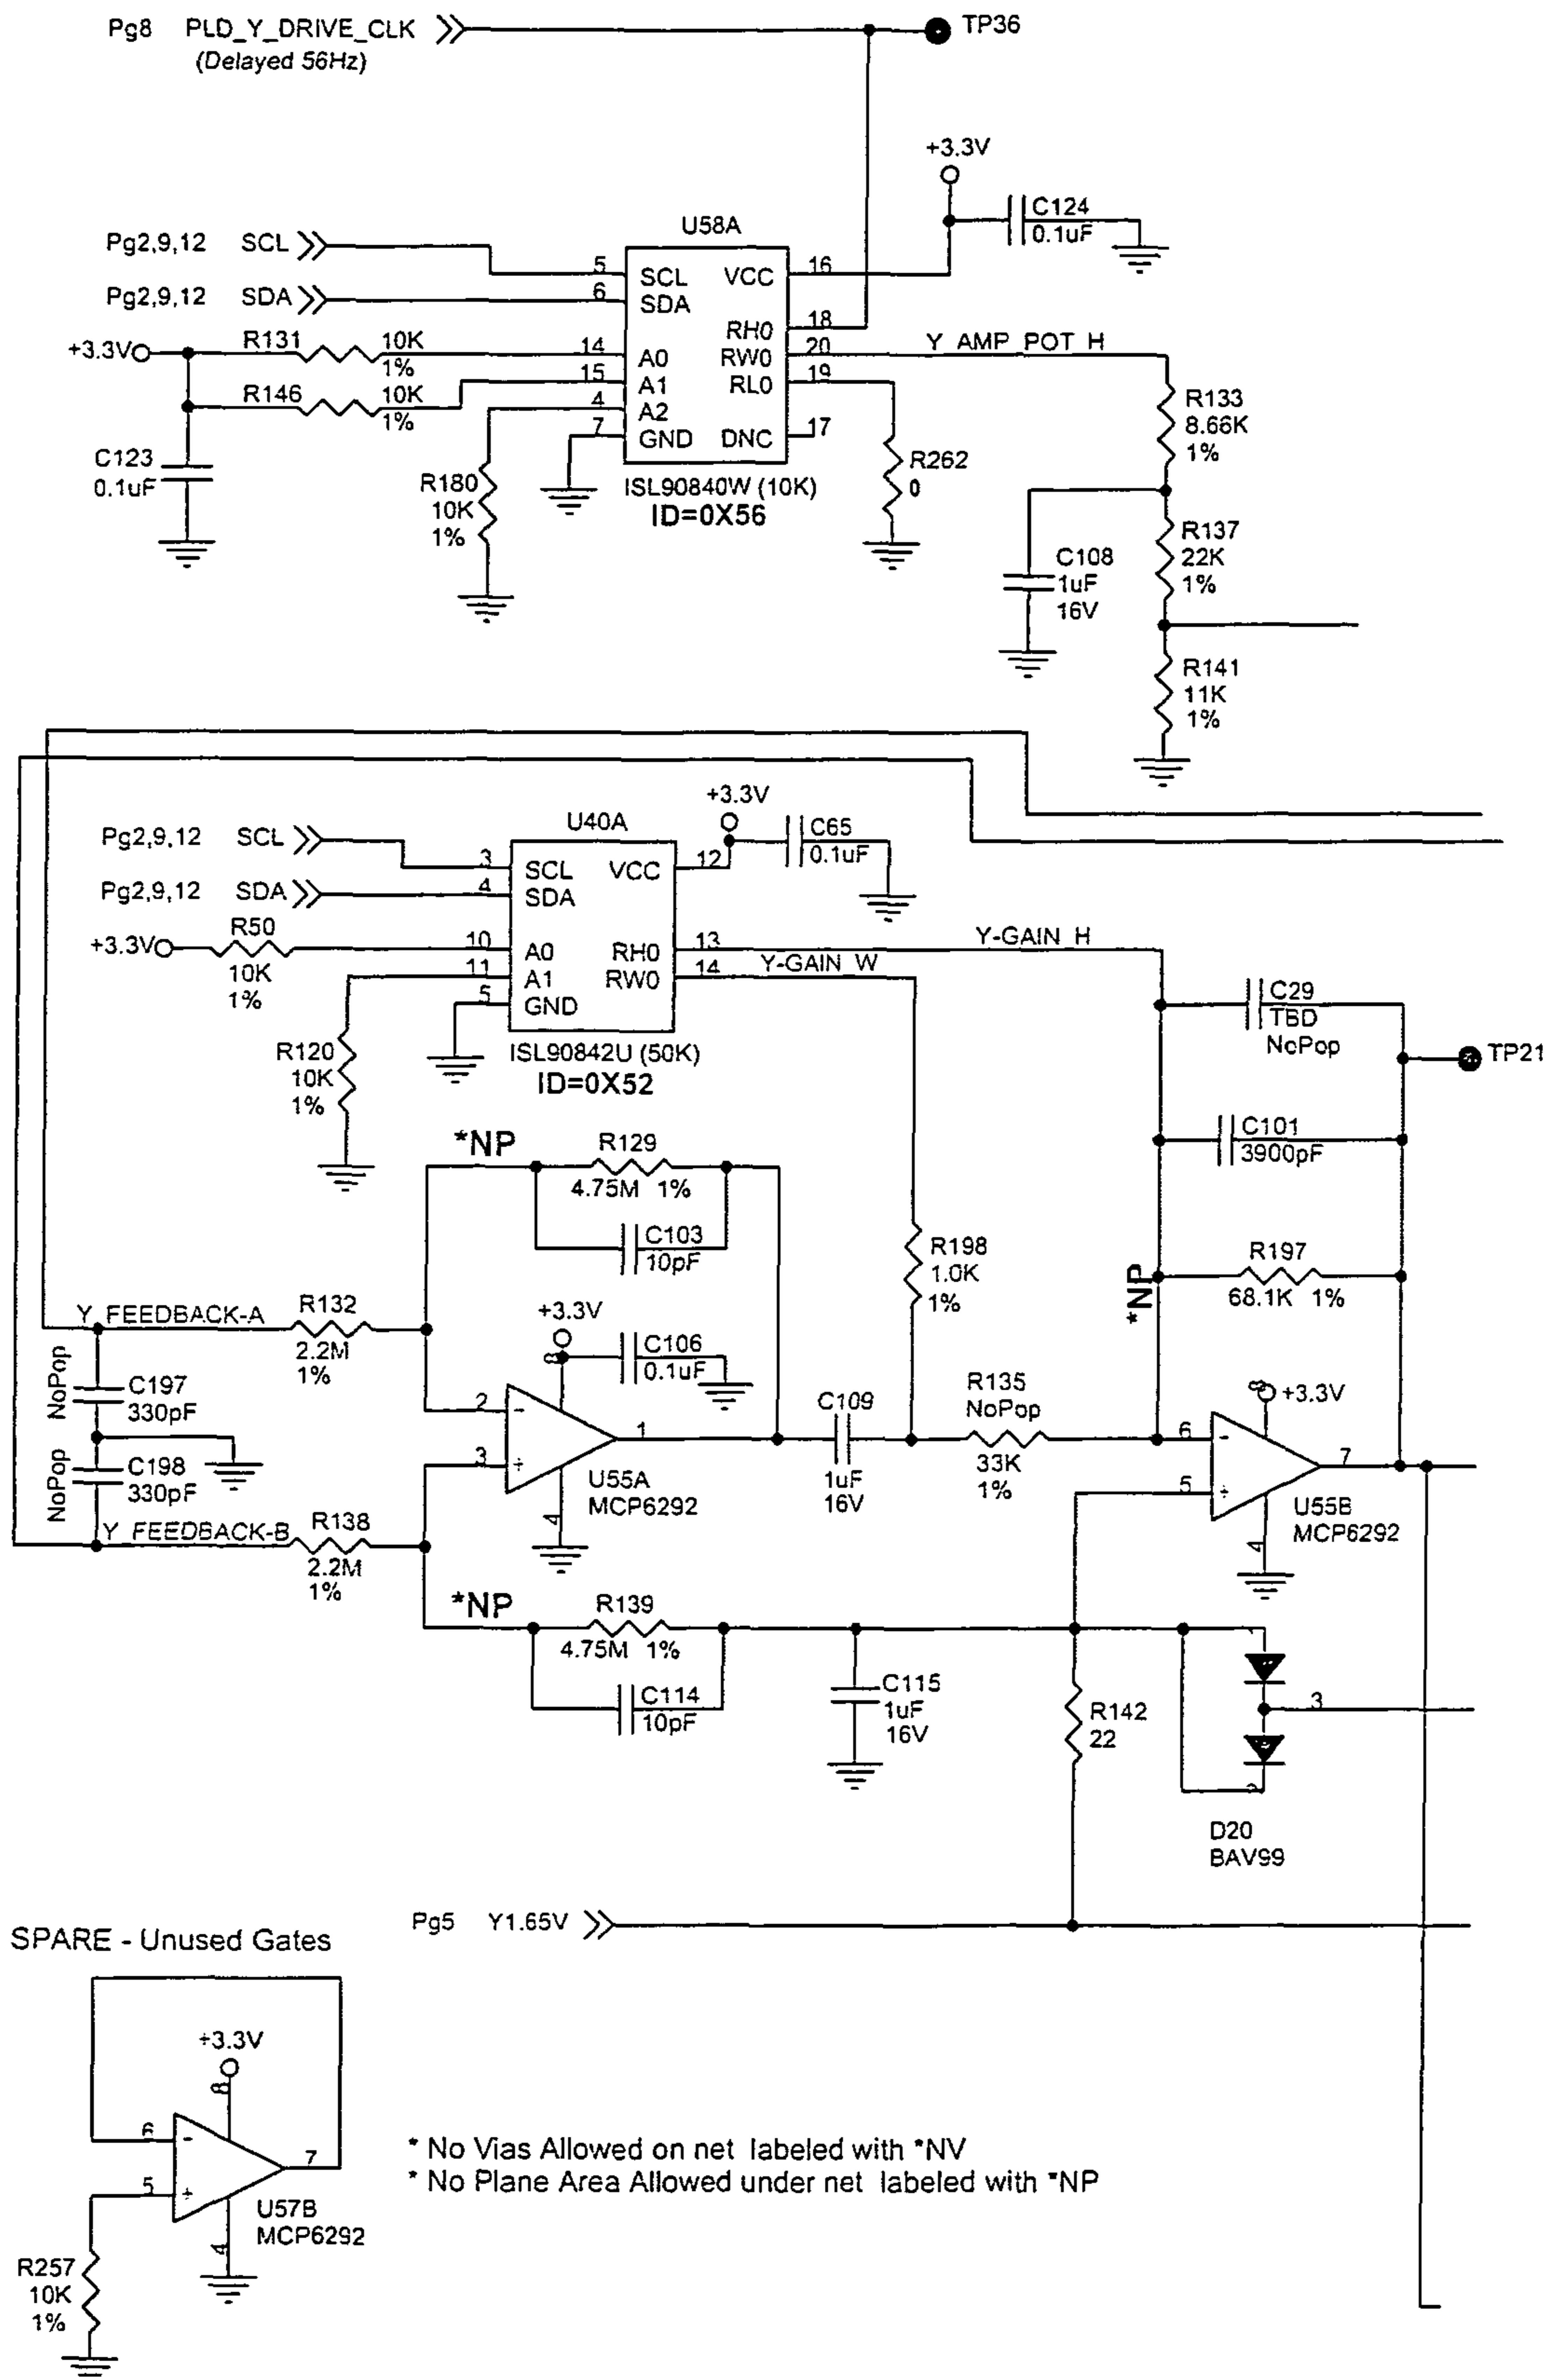 Pg8 PLD_Y_DRIVE_CLK
(Delayed 56Hz)
TP36
+3.3V
C124
0.1uF
U58A
Pg2,9,12 SCL
Pg2,9,12 SDA
5 SCL
6 SDA
14 A0
15 A1
4 A2
7 GND
VCC 16
RH0 18
RW0 20
RL0 19
DNC 17
ISL90840W (10K)
ID=0X56
+3.3V
R131 10K
1%
R146 10K
1%
C123
0.1uF
R180
10K
1%
R262
0
Y_AMP_POT_H
R133
8.66K
1%
C108
1uF
16V
R137
22K
1%
R141
11K
1%
U40A
+3.3V
C65
0.1uF
Pg2,9,12 SCL
Pg2,9,12 SDA
3 SCL
4 SDA
10 A0
11 A1
5 GND
VCC 12
RH0 13
RW0 14
ISL90842U (50K)
ID=0X52
+3.3V
R50
10K
1%
R120
10K
1%
Y-GAIN_H
Y-GAIN_W
C29
TBD
NoPop
TP21
C101
3900pF
R197
68.1K 1%
*NP
*NP
R129
4.75M 1%
C103
10pF
R198
1.0K
1%
Y_FEEDBACK-A
R132
2.2M
1%
+3.3V
8
C106
0.1uF
NoPop
C197
330pF
NoPop
C198
330pF
Y_FEEDBACK-B
R138
2.2M
1%
2 -
3 +
1
4
U55A
MCP6292
C109
1uF
16V
R135
NoPop
33K
1%
8
+3.3V
6 -
5 +
7
4
U55B
MCP6292
*NP
R139
4.75M 1%
C114
10pF
C115
1uF
16V
R142
22
1
3
2
D20
BAV99
Pg5 Y1.65V
SPARE - Unused Gates
+3.3V
8
6 -
5 +
7
4
U57B
MCP6292
R257
10K
1%
* No Vias Allowed on net labeled with *NV
* No Plane Area Allowed under net labeled with *NP